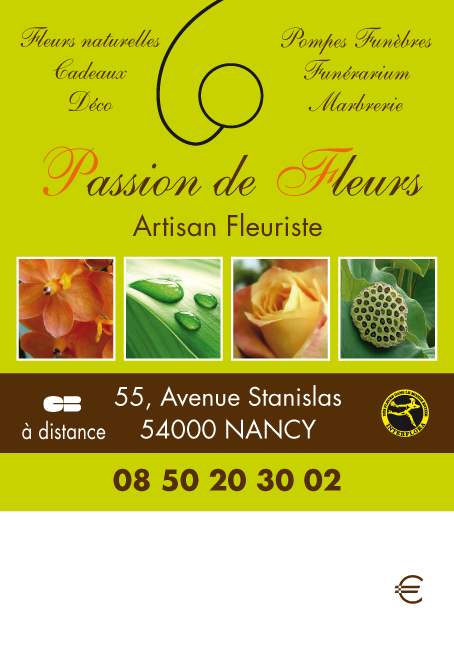 Fleurs naturelles
Cadeaux
Déco
Pompes Funèbres
Funérarium
Marbrerie
Passion de Fleurs
Artisan Fleuriste
CB
à distance
55, Avenue Stanislas
54000 NANCY
INTERFLORA
08 50 20 30 02
€